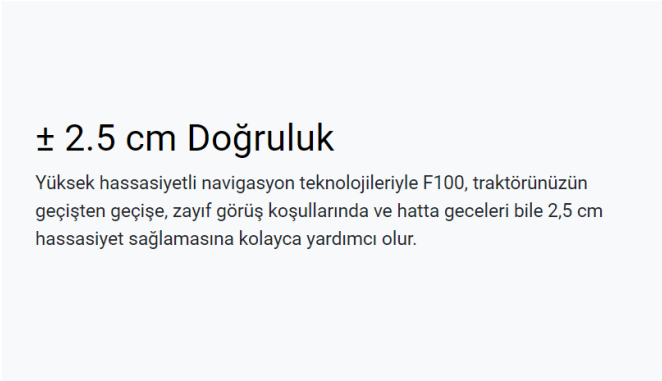 ± 2.5 cm Doğruluk
Yüksek hassasiyetli navigasyon teknolojileriyle F100, traktörünüzün
geçişten geçişe, zayıf görüş koşullarında ve hatta geceleri bile 2,5 cm
hassasiyet sağlamasına kolayca yardımcı olur.